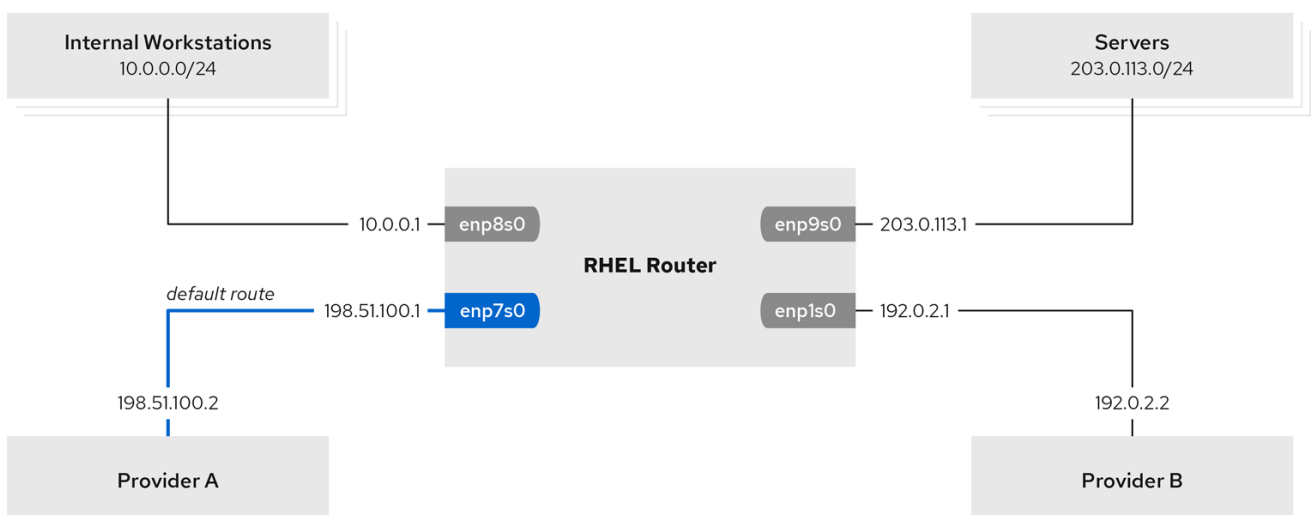 Internal Workstations
10.0.0.0/24
Servers
203.0.113.0/24
10.0.0.1
enp8s0
enp9s0
203.0.113.1
RHEL Router
default route
198.51.100.1
enp7s0
enp1s0
192.0.2.1
198.51.100.2
192.0.2.2
Provider A
Provider B